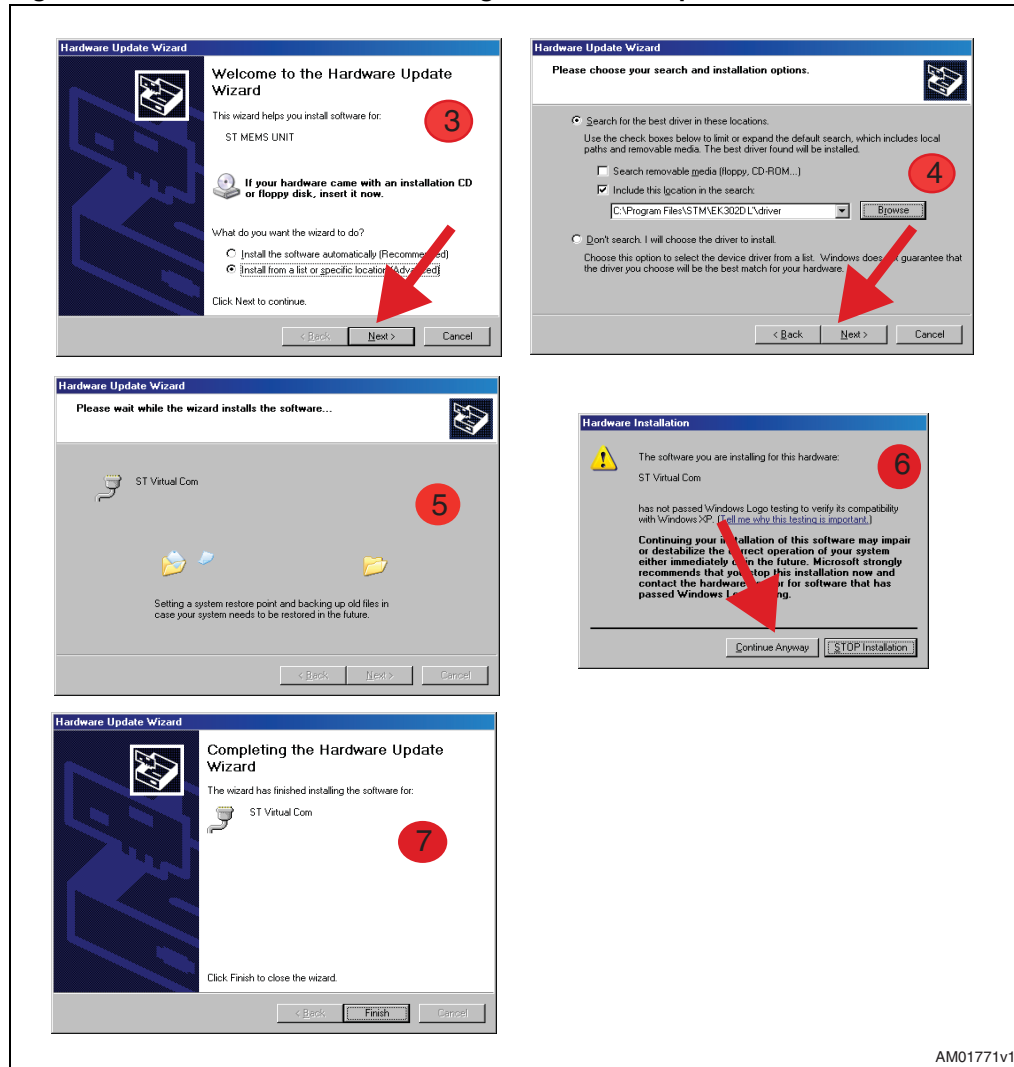 Hardware Update Wizard
Welcome to the Hardware Update
Wizard
This wizard helps you install software for:
ST MEMS UNIT
3
If your hardware came with an installation CD
or floppy disk, insert it now.
What do you want the wizard to do?
Install the software automatically (Recommended)
Install from a list or specific location (Advanced)
Click Next to continue.
< Back Next > Cancel
Hardware Update Wizard
Please choose your search and installation options.
Search for the best driver in these locations.
Use the check boxes below to limit or expand the default search, which includes local
paths and removable media. The best driver found will be installed.
Search removable media (floppy, CD-ROM...)
4
Include this location in the search:
C:\Program Files\STM\EK302DL\driver Browse
Don't search. I will choose the driver to install.
Choose this option to select the device driver from a list. Windows does not guarantee that
the driver you choose will be the best match for your hardware.
< Back Next > Cancel
Hardware Update Wizard
Please wait while the wizard installs the software...
ST Virtual Com
5
Setting a system restore point and backing up old files in
case your system needs to be restored in the future.
< Back Next > Cancel
Hardware Installation
The software you are installing for this hardware:
6
ST Virtual Com
has not passed Windows Logo testing to verify its compatibility
with Windows XP. (Tell me why this testing is important.)
Continuing your installation of this software may impair
or destabilize the correct operation of your system
either immediately or in the future. Microsoft strongly
recommends that you stop this installation now and
contact the hardware vendor for software that has
passed Windows Logo testing.
Continue Anyway STOP Installation
Hardware Update Wizard
Completing the Hardware Update
Wizard
The wizard has finished installing the software for:
ST Virtual Com
7
Click Finish to close the wizard.
< Back Finish Cancel
AM01771v1